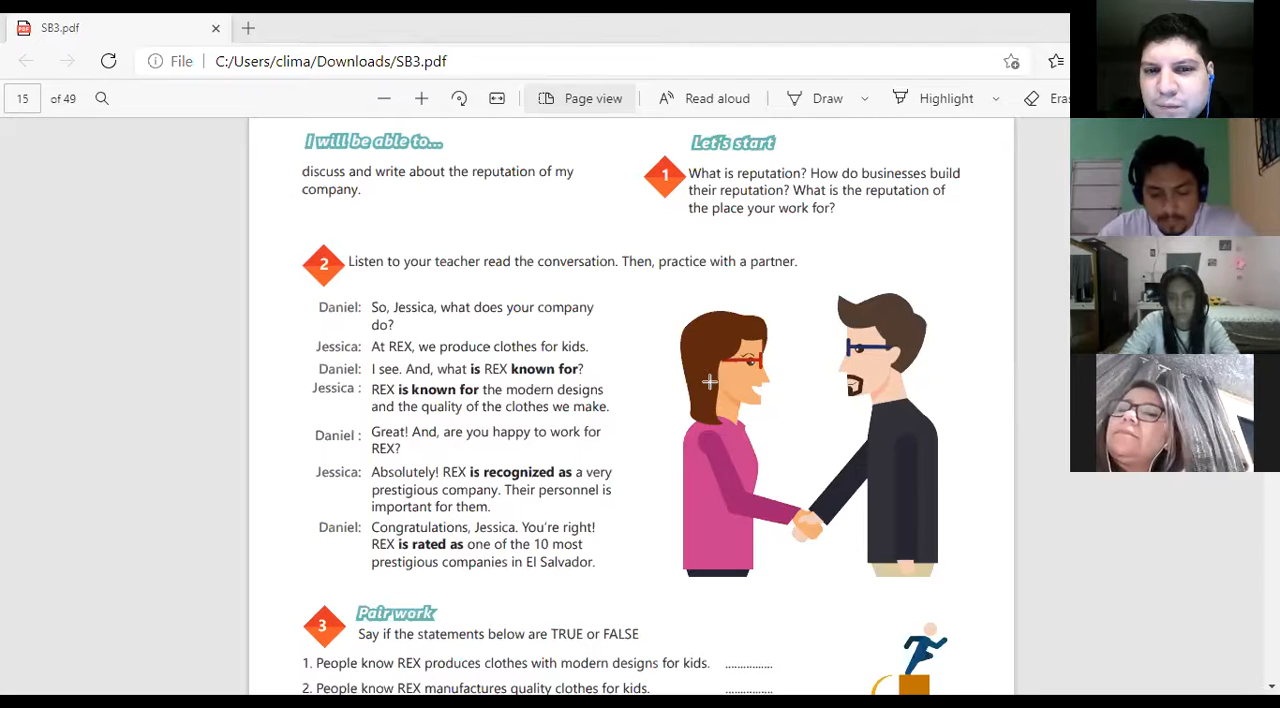 SB3.pdf
File C:/Users/clima/Downloads/SB3.pdf
15 of 49 Page view Read aloud Draw Highlight Eras
I will be able to...
discuss and write about the reputation of my
company.
Let's start
1 What is reputation? How do businesses build
their reputation? What is the reputation of
the place your work for?
2 Listen to your teacher read the conversation. Then, practice with a partner.
Daniel: So, Jessica, what does your company
do?
Jessica: At REX, we produce clothes for kids.
Daniel: I see. And, what is REX known for?
Jessica : REX is known for the modern designs
and the quality of the clothes we make.
Daniel : Great! And, are you happy to work for
REX?
Jessica: Absolutely! REX is recognized as a very
prestigious company. Their personnel is
important for them.
Daniel: Congratulations, Jessica. You're right!
REX is rated as one of the 10 most
prestigious companies in El Salvador.
3 Pair work
Say if the statements below are TRUE or FALSE
1. People know REX produces clothes with modern designs for kids. ................
2. People know REX manufactures quality clothes for kids. ................